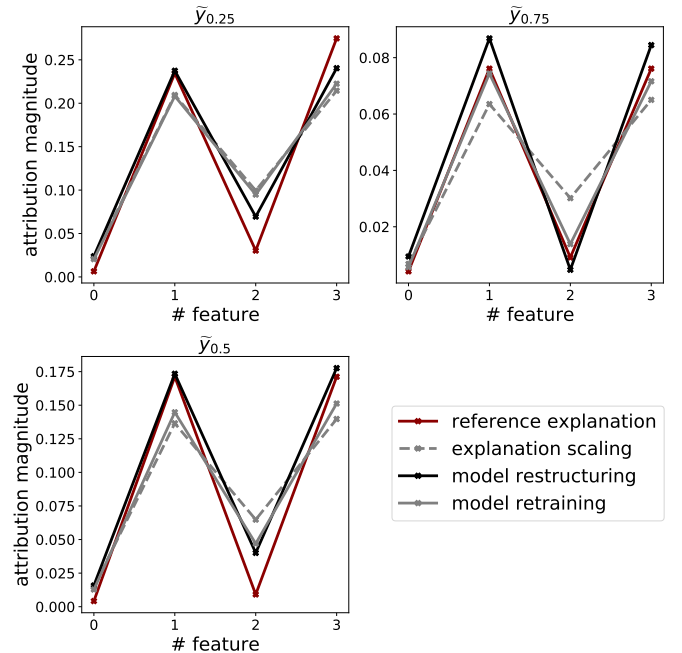 ỹ0.25
attribution magnitude
0.25
0.20
0.15
0.10
0.05
0.00
0 1 2 3
# feature
ỹ0.75
0.08
0.06
0.04
0.02
0 1 2 3
# feature
ỹ0.5
attribution magnitude
0.175
0.150
0.125
0.100
0.075
0.050
0.025
0.000
0 1 2 3
# feature
reference explanation
explanation scaling
model restructuring
model retraining